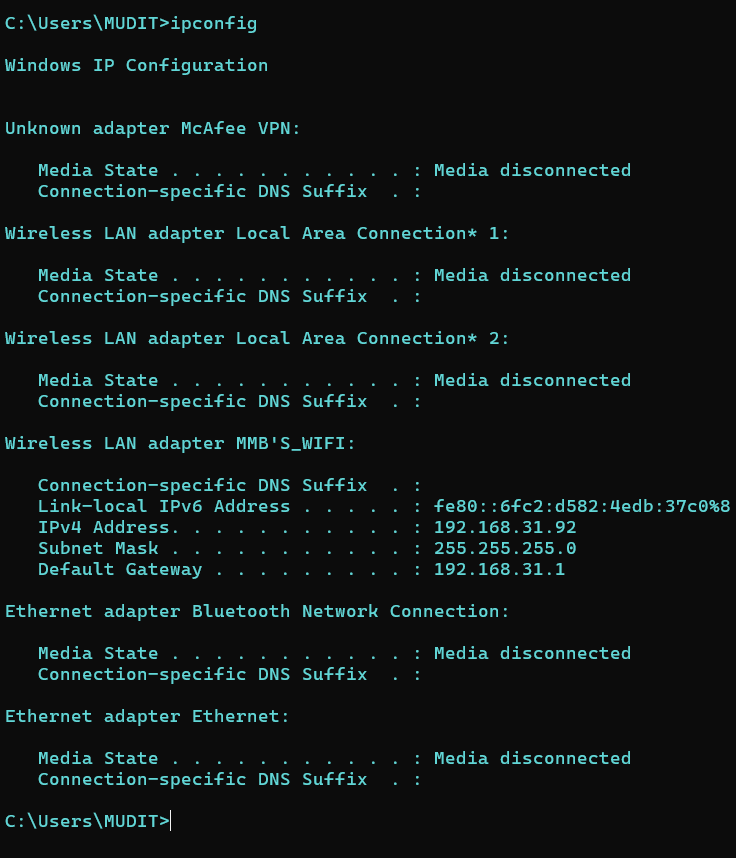 C:\Users\MUDIT>ipconfig
Windows IP Configuration
Unknown adapter McAfee VPN:
Media State . . . . . . . . . . . : Media disconnected
Connection-specific DNS Suffix  . :
Wireless LAN adapter Local Area Connection* 1:
Media State . . . . . . . . . . . : Media disconnected
Connection-specific DNS Suffix  . :
Wireless LAN adapter Local Area Connection* 2:
Media State . . . . . . . . . . . : Media disconnected
Connection-specific DNS Suffix  . :
Wireless LAN adapter MMB'S_WIFI:
Connection-specific DNS Suffix  . :
Link-local IPv6 Address . . . . . : fe80::6fc2:d582:4edb:37c0%8
IPv4 Address. . . . . . . . . . . : 192.168.31.92
Subnet Mask . . . . . . . . . . . : 255.255.255.0
Default Gateway . . . . . . . . . : 192.168.31.1
Ethernet adapter Bluetooth Network Connection:
Media State . . . . . . . . . . . : Media disconnected
Connection-specific DNS Suffix  . :
Ethernet adapter Ethernet:
Media State . . . . . . . . . . . : Media disconnected
Connection-specific DNS Suffix  . :
C:\Users\MUDIT>